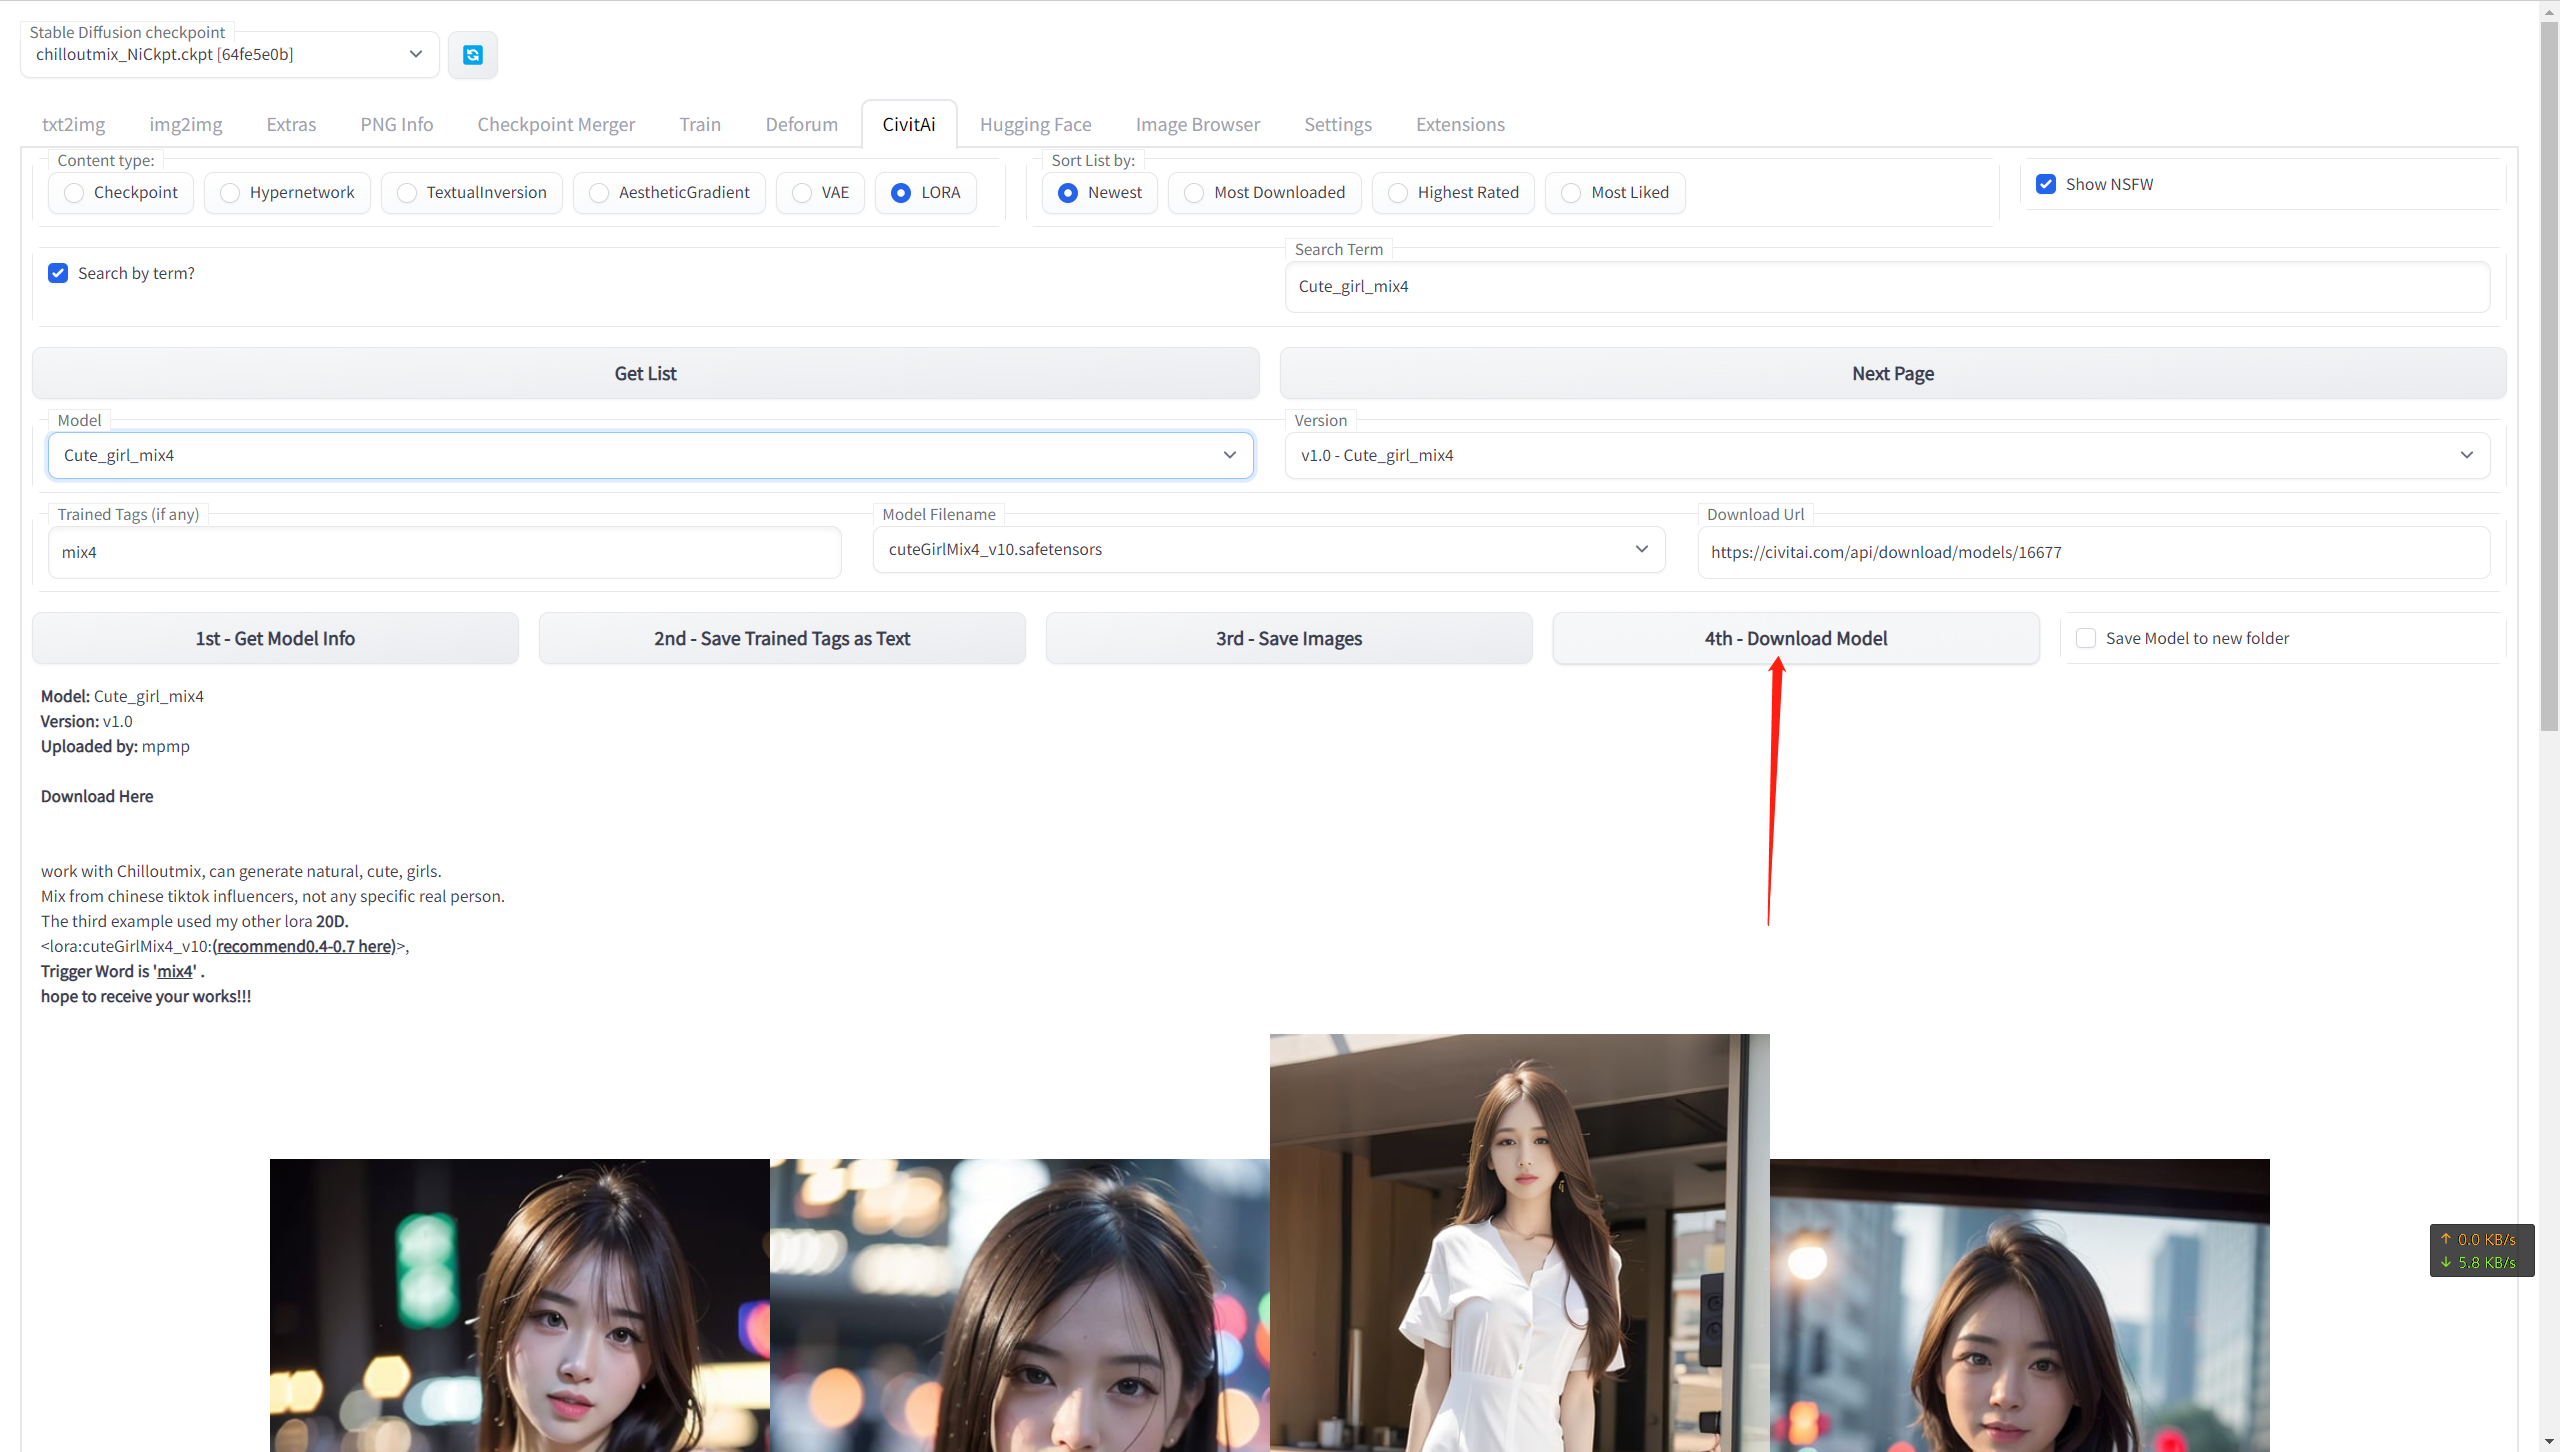 Stable Diffusion checkpoint
chilloutmix_NiCkpt.ckpt [64fe5e0b]
txt2img img2img Extras PNG Info Checkpoint Merger Train Deforum CivitAi Hugging Face Image Browser Settings Extensions
Content type:
Checkpoint Hypernetwork TextualInversion AestheticGradient VAE LORA
Sort List by:
Newest Most Downloaded Highest Rated Most Liked
Show NSFW
Search by term?
Search Term
Cute_girl_mix4
Get List
Next Page
Model
Cute_girl_mix4
Version
v1.0 - Cute_girl_mix4
Trained Tags (if any)
mix4
Model Filename
cuteGirlMix4_v10.safetensors
Download Url
https://civitai.com/api/download/models/16677
1st - Get Model Info
2nd - Save Trained Tags as Text
3rd - Save Images
4th - Download Model
Save Model to new folder
Model: Cute_girl_mix4
Version: v1.0
Uploaded by: mpmp
Download Here
work with Chilloutmix, can generate natural, cute, girls.
Mix from chinese tiktok influencers, not any specific real person.
The third example used my other lora 20D.
<lora:cuteGirlMix4_v10:(recommend0.4-0.7 here)>,
Trigger Word is 'mix4' .
hope to receive your works!!!
↑ 0.0 KB/s
↓ 5.8 KB/s